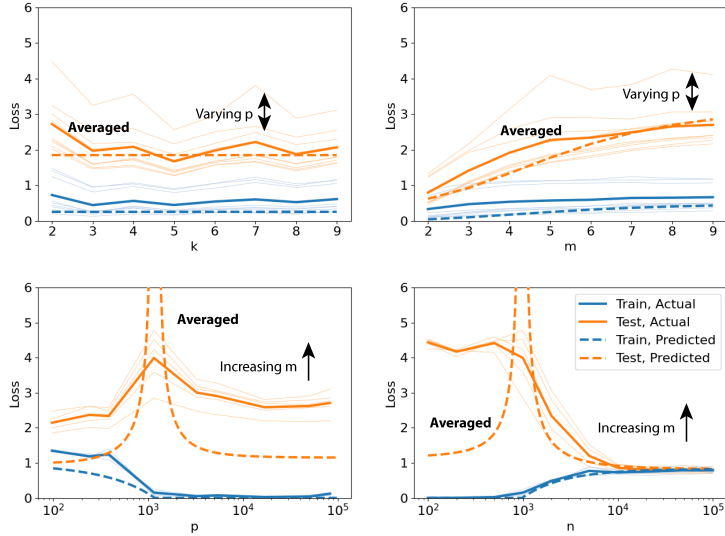 6
5
4
3
2
1
0
Loss
Averaged
Varying p
2 3 4 5 6 7 8 9
k
6
5
4
3
2
1
0
Loss
Averaged
Varying p
2 3 4 5 6 7 8 9
m
6
5
4
3
2
1
0
Loss
Averaged
Increasing m
10² 10³ 10⁴ 10⁵
p
6
5
4
3
2
1
0
Loss
Train, Actual
Test, Actual
Train, Predicted
Test, Predicted
Averaged
Increasing m
10² 10³ 10⁴ 10⁵
n